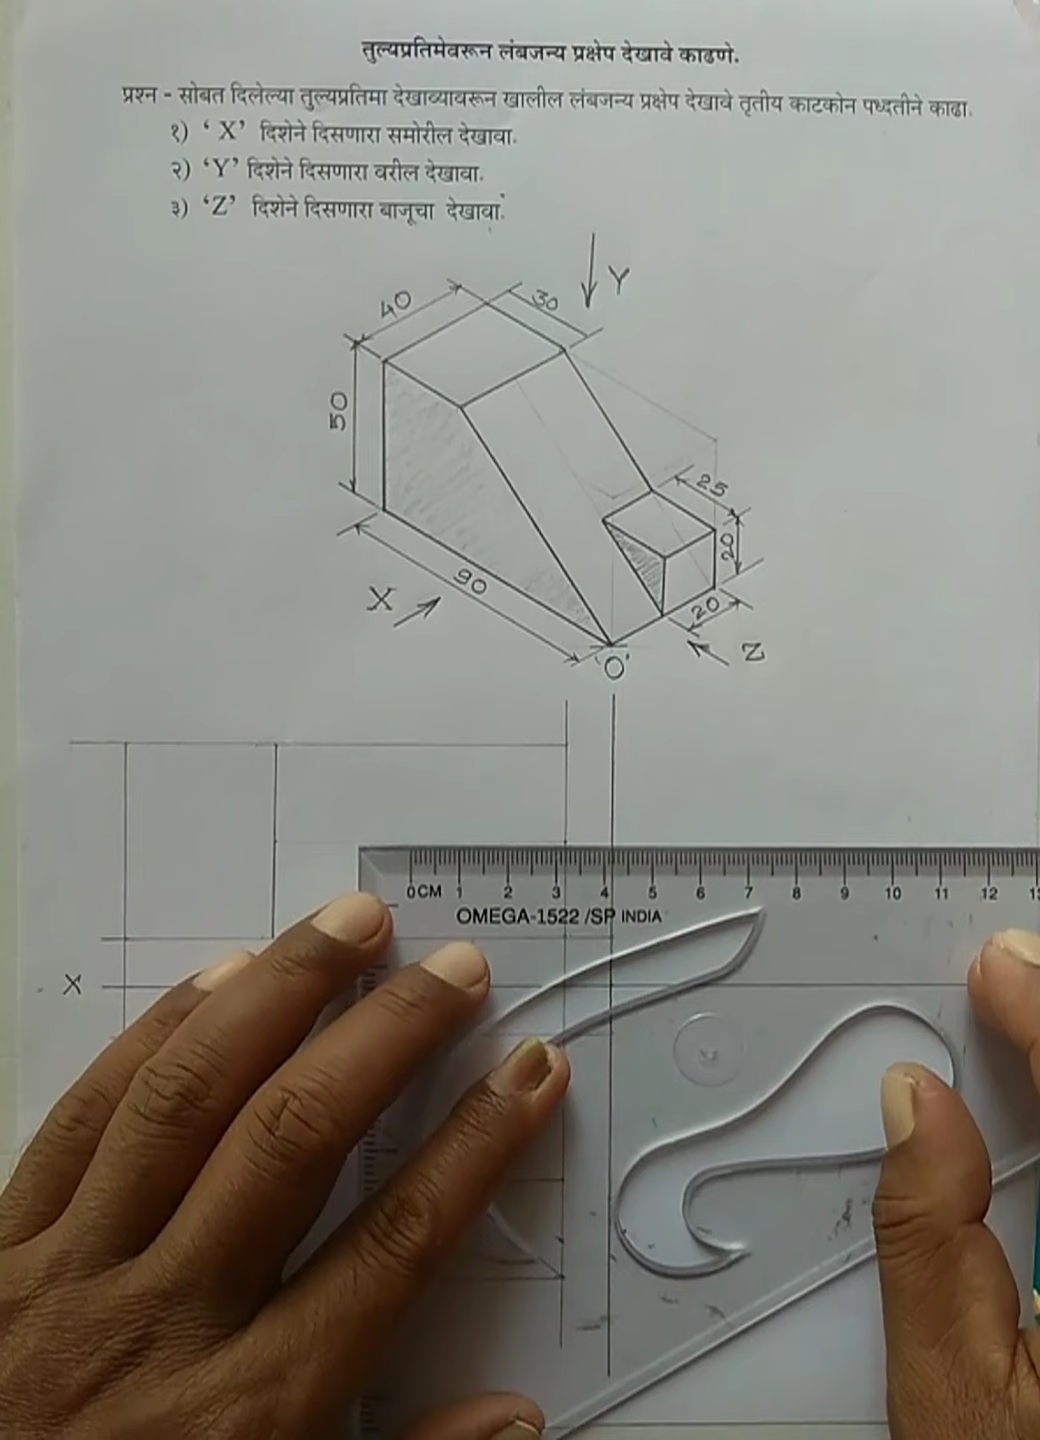 तुल्यप्रतिमेवरून लंबजन्य प्रक्षेप देखावे काढणे.
प्रश्न - सोबत दिलेल्या तुल्यप्रतिमा देखाव्यावरून खालील लंबजन्य प्रक्षेप देखावे तृतीय काटकोन पध्दतीने काढा.
१) ‘ X’ दिशेने दिसणारा समोरील देखावा.
२) ‘Y’ दिशेने दिसणारा वरील देखावा.
३) ‘Z’ दिशेने दिसणारा बाजूचा देखावा.
Y
40
30
50
25
20
90
20
X
Z
'O'
0CM 1 2 3 4 5 6 7 8 9 10 11 12
OMEGA-1522 /SP INDIA
X